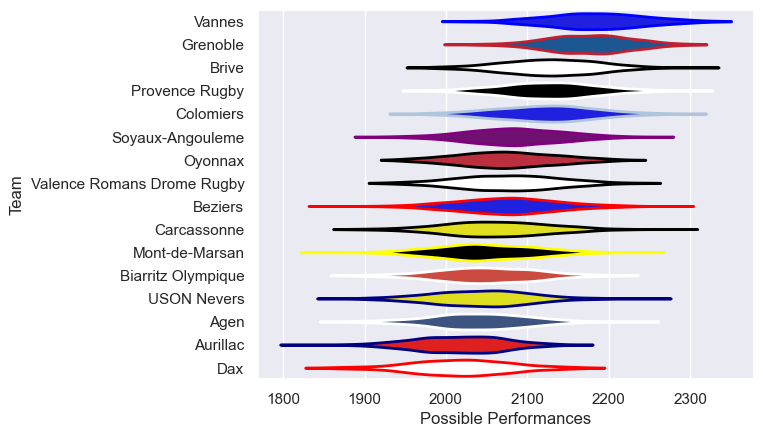 Vannes
Grenoble
Brive
Provence Rugby
Colomiers
Soyaux-Angouleme
Oyonnax
Valence Romans Drome Rugby
Beziers
Carcassonne
Mont-de-Marsan
Biarritz Olympique
USON Nevers
Agen
Aurillac
Dax
Team
1800 1900 2000 2100 2200 2300
Possible Performances